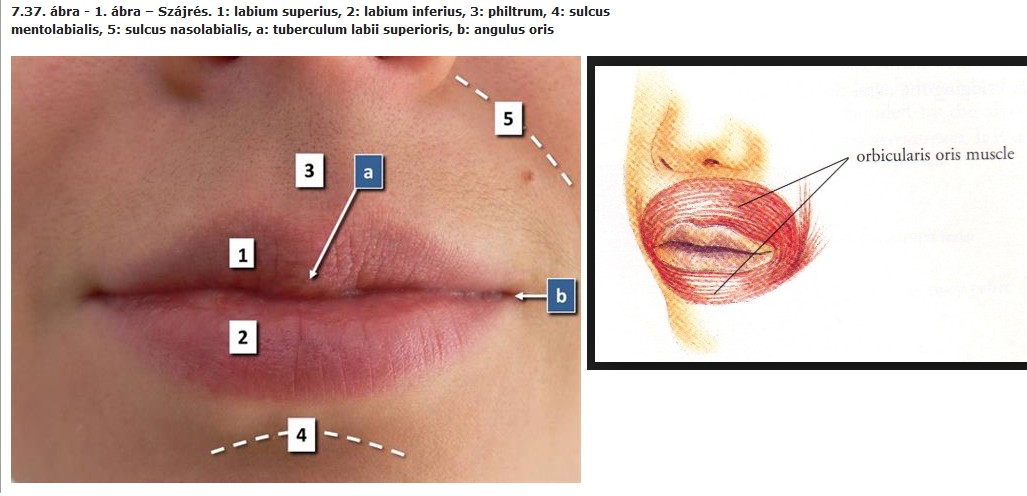 7.37. ábra - 1. ábra – Szájrés. 1: labium superius, 2: labium inferius, 3: philtrum, 4: sulcus
mentolabialis, 5: sulcus nasolabialis, a: tuberculum labii superioris, b: angulus oris
5
3
a
1
b
2
4
orbicularis oris muscle